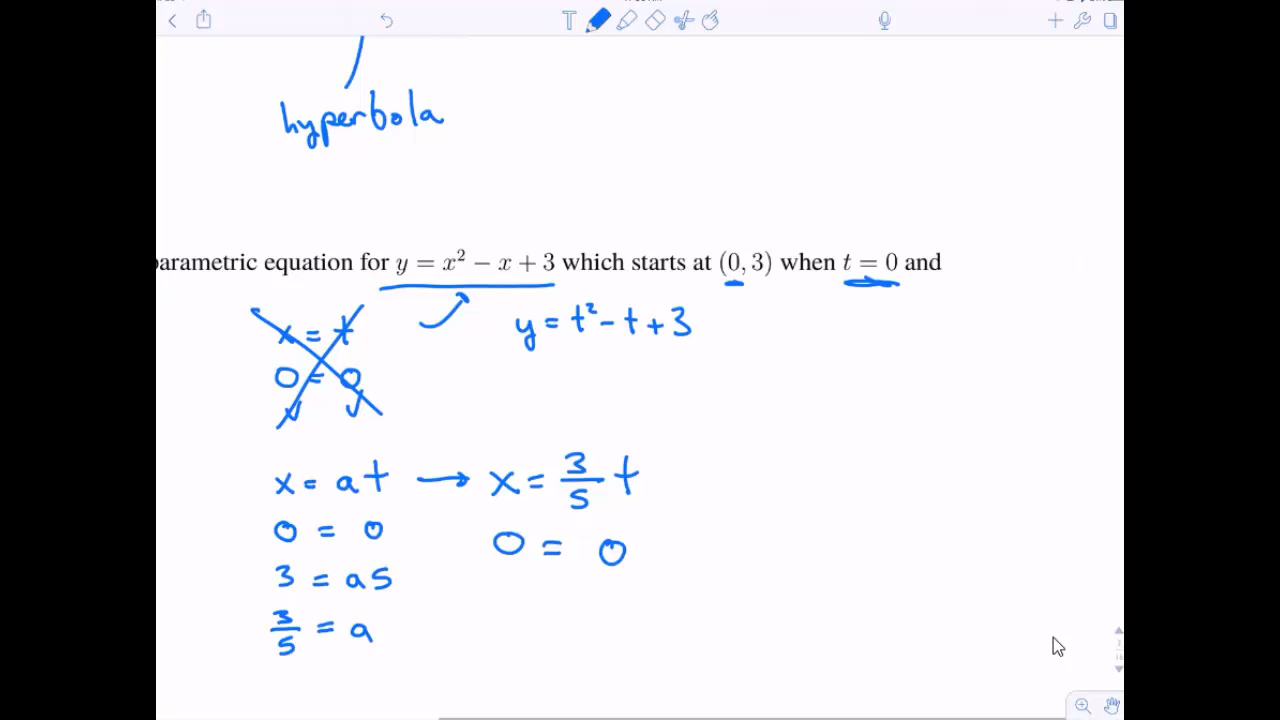 hyperbola
parametric equation for y = x² − x + 3 which starts at (0, 3) when t = 0 and
x = t
y = t² - t + 3
0 = 0
x = at → x = 3/5 t
0 = 0
0 = 0
3 = a5
3/5 = a